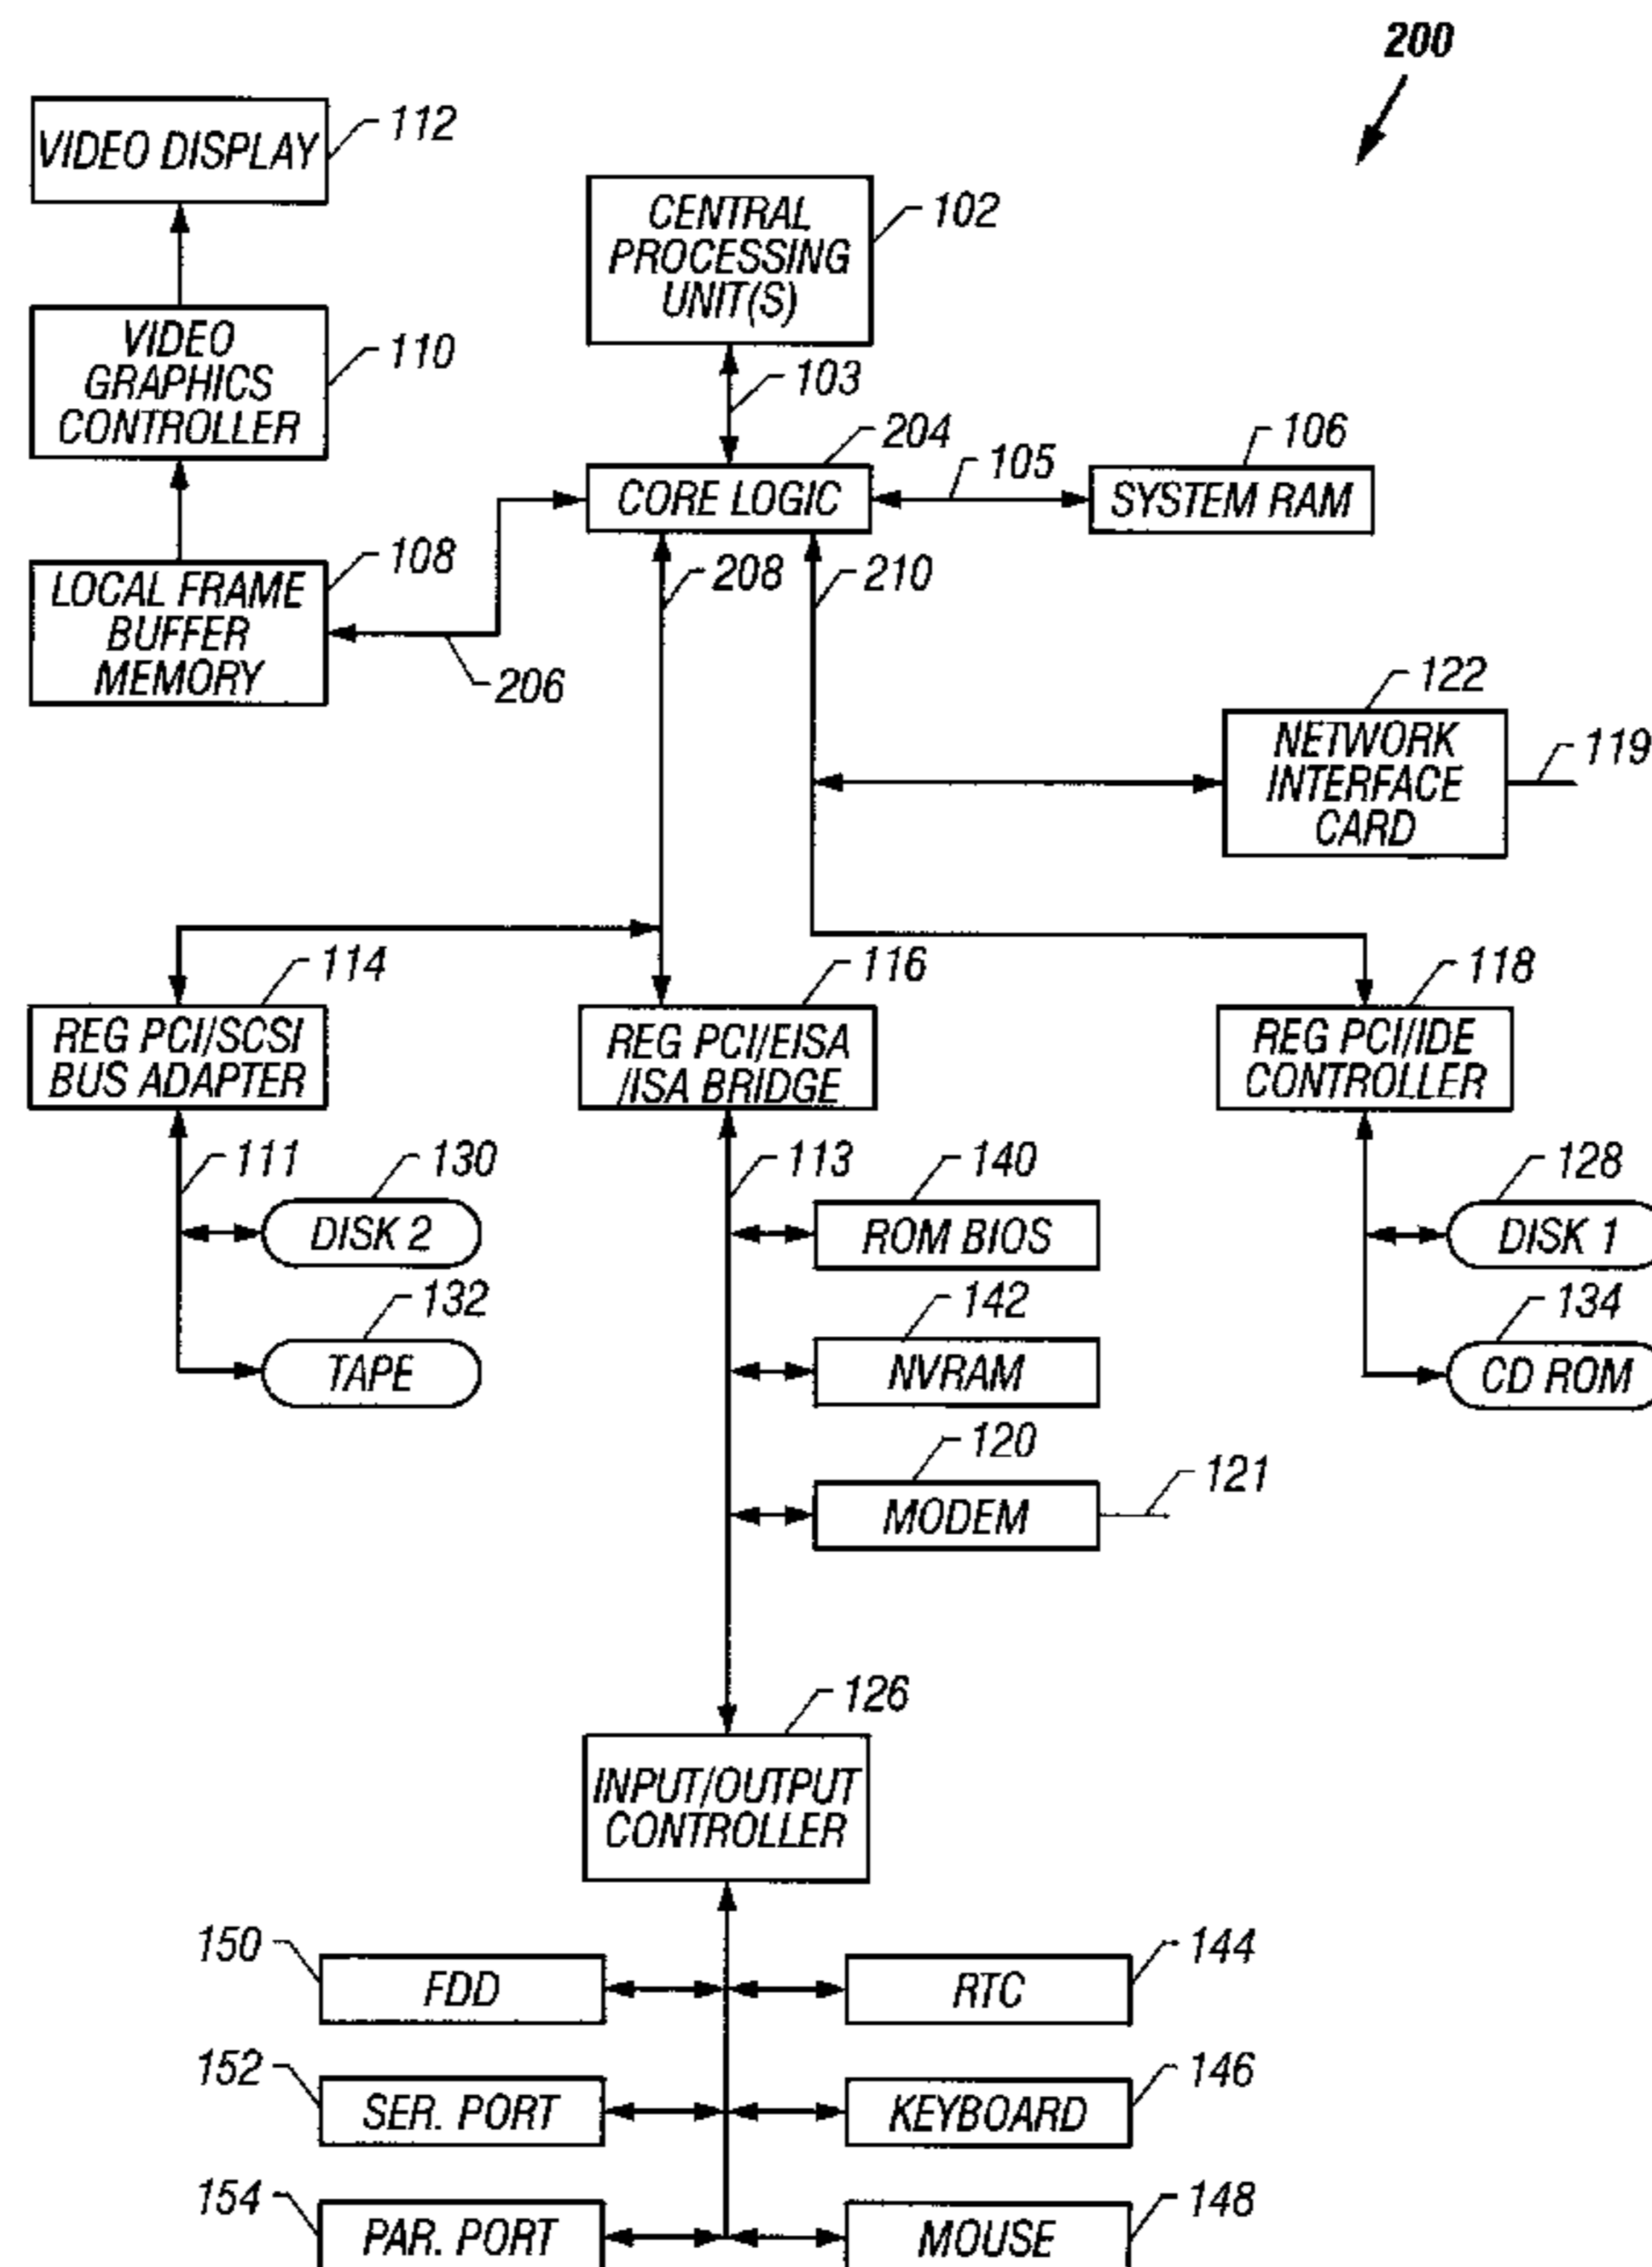 200
VIDEO DISPLAY
112
CENTRAL
PROCESSING
UNIT(S)
102
VIDEO
GRAPHICS
CONTROLLER
110
103
204
CORE LOGIC
105
106
SYSTEM RAM
LOCAL FRAME
BUFFER
MEMORY
108
206
208
210
122
NETWORK
INTERFACE
CARD
119
114
REG PCI/SCSI
BUS ADAPTER
116
REG PCI/EISA
/ISA BRIDGE
118
REG PCI/IDE
CONTROLLER
111
130
DISK 2
132
TAPE
113
140
ROM BIOS
142
NVRAM
120
MODEM
121
128
DISK 1
134
CD ROM
126
INPUT/OUTPUT
CONTROLLER
150
FDD
144
RTC
152
SER. PORT
146
KEYBOARD
154
PAR. PORT
148
MOUSE